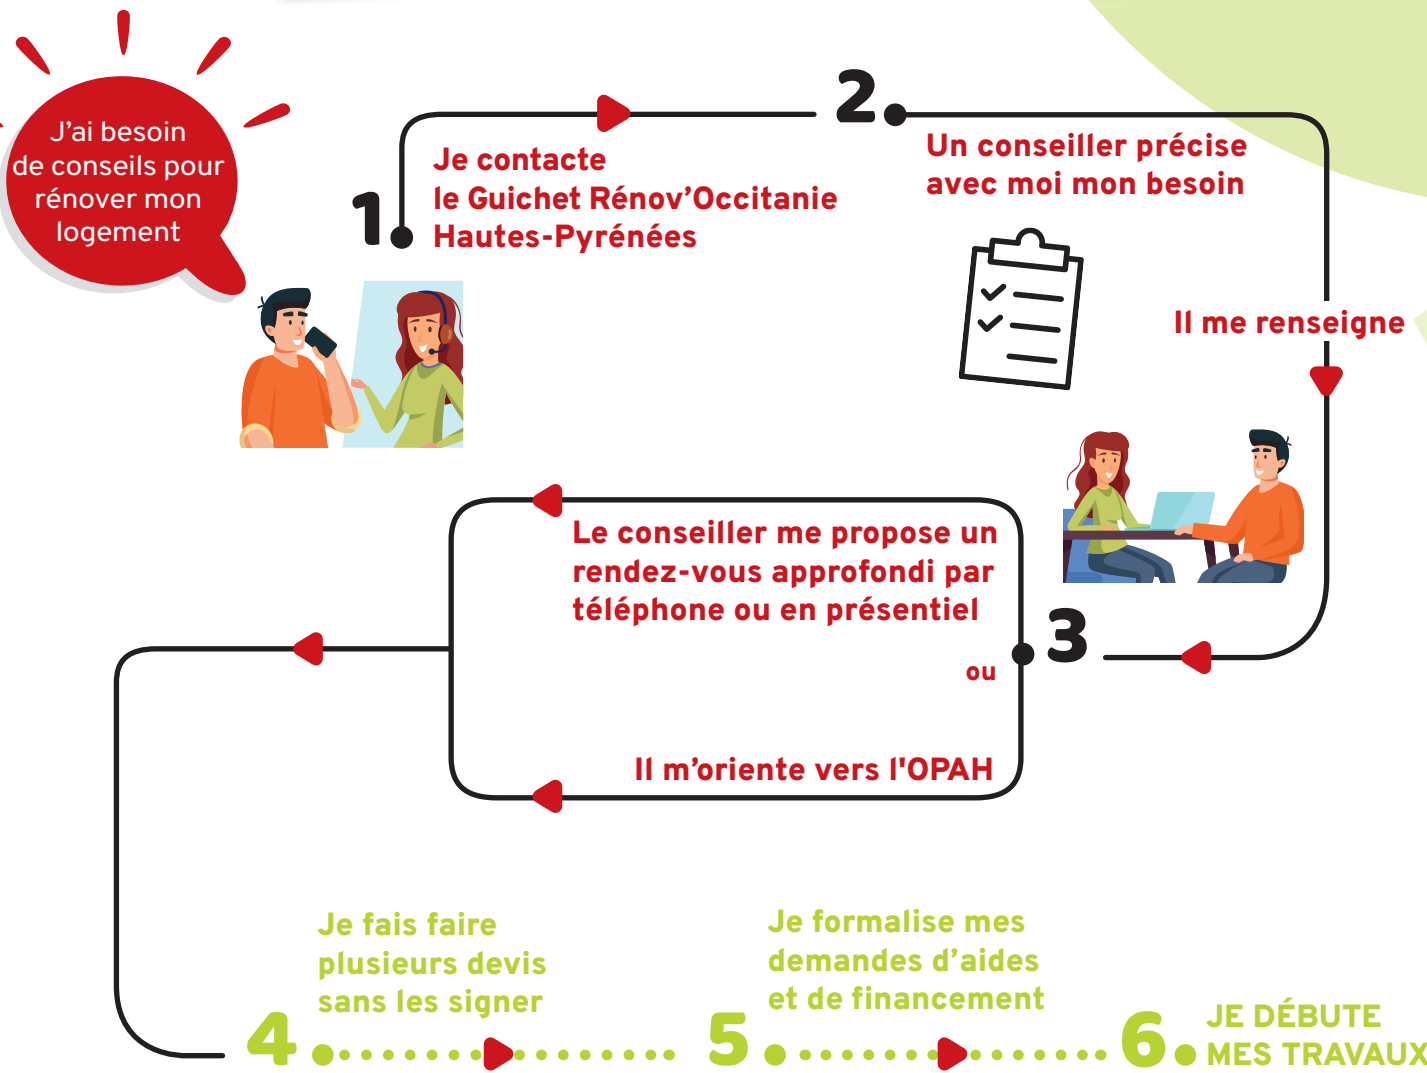 J'ai besoin
de conseils pour
rénover mon
logement
1
Je contacte
le Guichet Rénov'Occitanie
Hautes-Pyrénées
2
Un conseiller précise
avec moi mon besoin
Il me renseigne
3
Le conseiller me propose un
rendez-vous approfondi par
téléphone ou en présentiel
ou
Il m'oriente vers l'OPAH
4
Je fais faire
plusieurs devis
sans les signer
5
Je formalise mes
demandes d'aides
et de financement
6
JE DÉBUTE
MES TRAVAUX